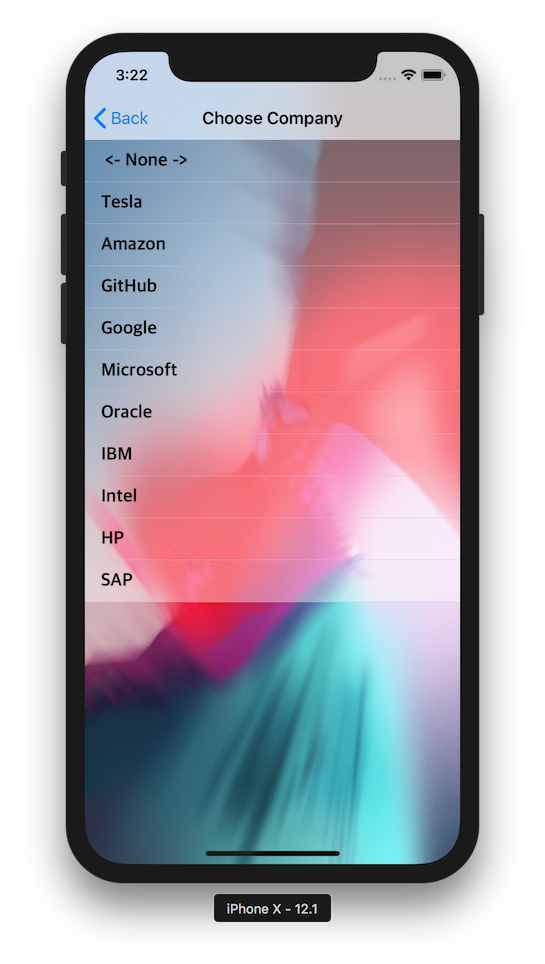 3:22
Back Choose Company
<- None ->
Tesla
Amazon
GitHub
Google
Microsoft
Oracle
IBM
Intel
HP
SAP
iPhone X - 12.1